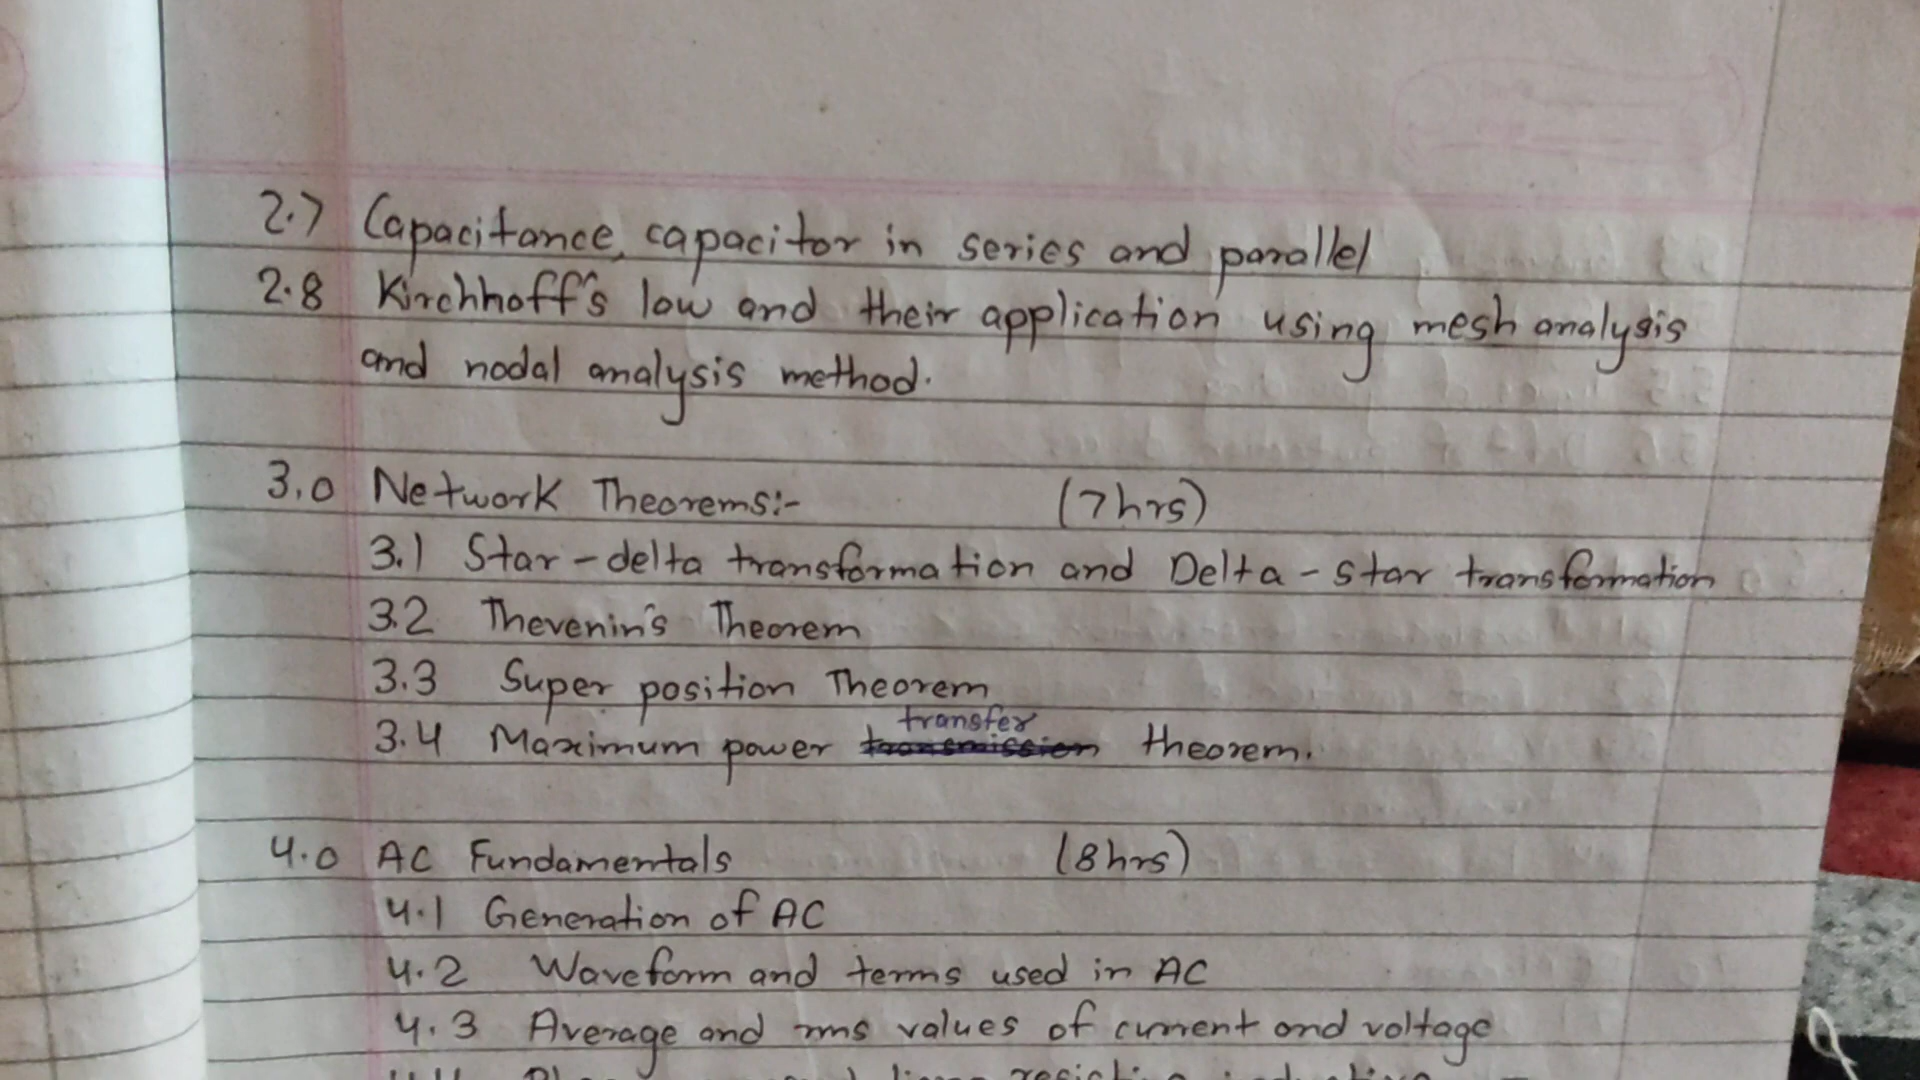 2.7 Capacitance, capacitor in series and parallel
2.8 Kirchhoff's law and their application using mesh analysis
and nodal analysis method.
3.0 Network Theorems:- (7hrs)
3.1 Star-delta transformation and Delta-star transformation
3.2 Thevenin's Theorem
3.3 Super position Theorem
transfer
3.4 Maximum power transmission theorem.
4.0 AC Fundamentals (8hrs)
4.1 Generation of AC
4.2 Waveform and terms used in AC
4.3 Average and rms values of current and voltage